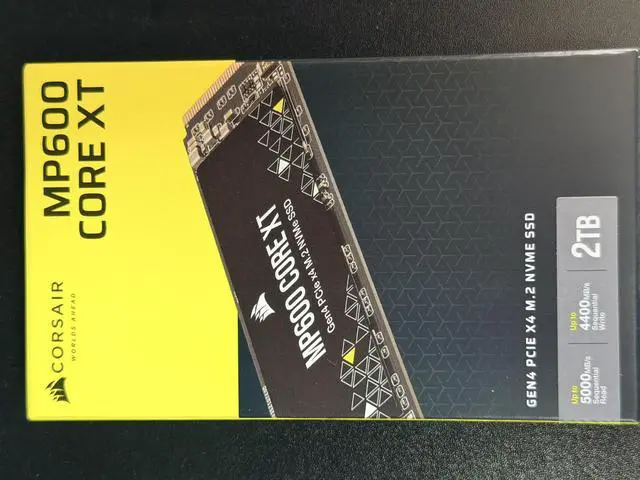 CORSAIR
WORLDS AHEAD
MP600
CORE XT
MP600 CORE XT
Gen4 PCIe x4 M.2 NVMe SSD
GEN4 PCIE X4 M.2 NVME SSD
Up to
5000MB/s
Sequential
Read
Up to
4400MB/s
Sequential
Write
2TB